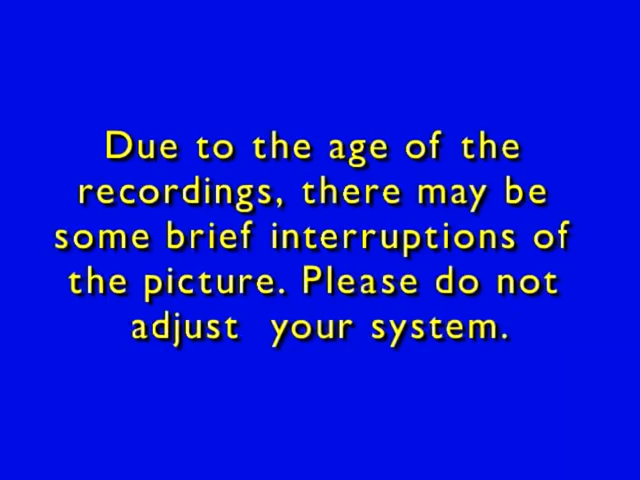 Due to the age of the
recordings, there may be
some brief interruptions of
the picture. Please do not
adjust  your system.